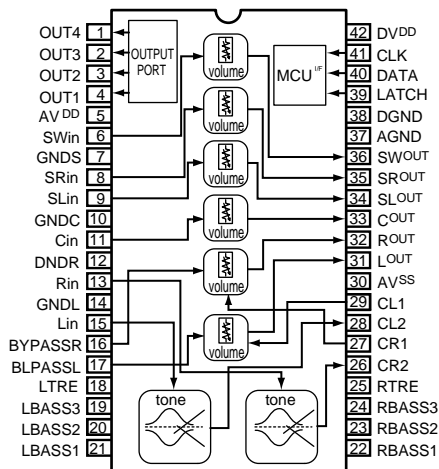 OUT4 1
OUT3 2
OUT2 3
OUT1 4
AVDD 5
SWin 6
GNDS 7
SRin 8
SLin 9
GNDC 10
Cin 11
DNDR 12
Rin 13
GNDL 14
Lin 15
BYPASSR 16
BLPASSL 17
LTRE 18
LBASS3 19
LBASS2 20
LBASS1 21
OUTPUT
PORT
volume
volume
volume
volume
volume
volume
tone
tone
MCU I/F
42 DVDD
41 CLK
40 DATA
39 LATCH
38 DGND
37 AGND
36 SWOUT
35 SROUT
34 SLOUT
33 COUT
32 ROUT
31 LOUT
30 AVSS
29 CL1
28 CL2
27 CR1
26 CR2
25 RTRE
24 RBASS3
23 RBASS2
22 RBASS1